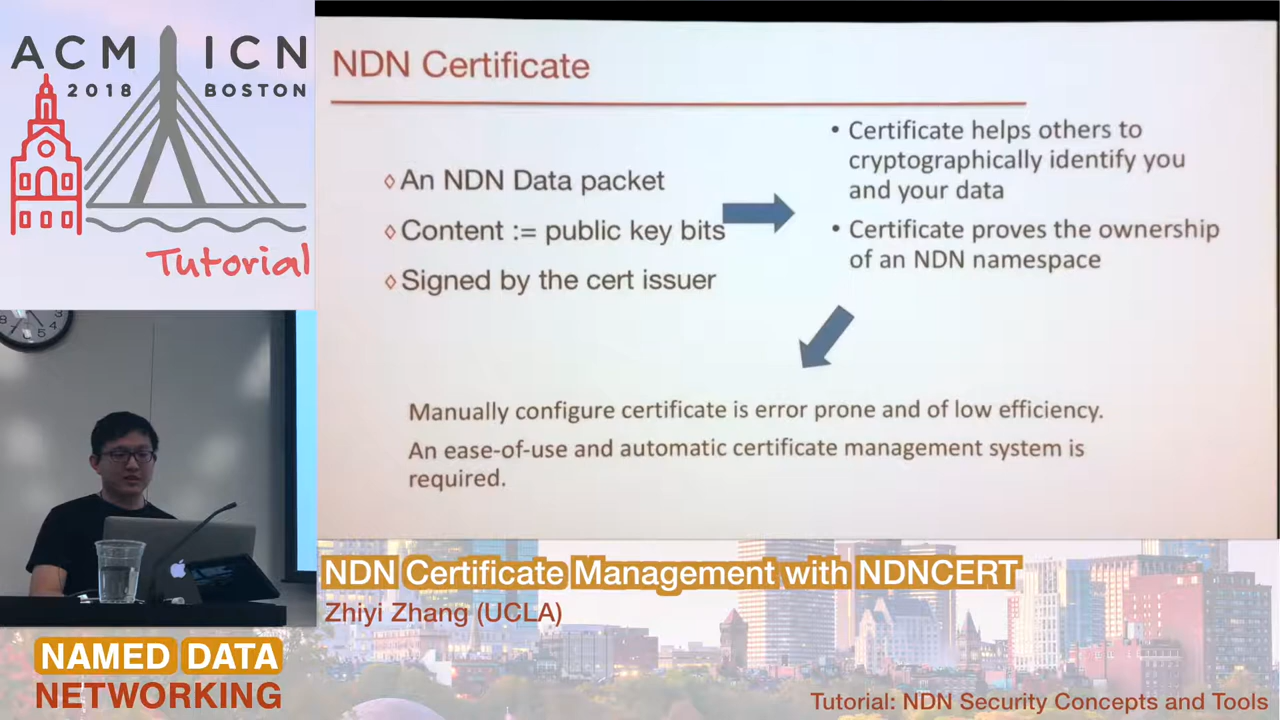 ACM ICN
2018 BOSTON
Tutorial
NDN Certificate
◊ An NDN Data packet
◊ Content := public key bits
◊ Signed by the cert issuer
• Certificate helps others to
cryptographically identify you
and your data
• Certificate proves the ownership
of an NDN namespace
Manually configure certificate is error prone and of low efficiency.
An ease-of-use and automatic certificate management system is
required.
NDN Certificate Management with NDNCERT
Zhiyi Zhang (UCLA)
NAMED DATA
NETWORKING
Tutorial: NDN Security Concepts and Tools